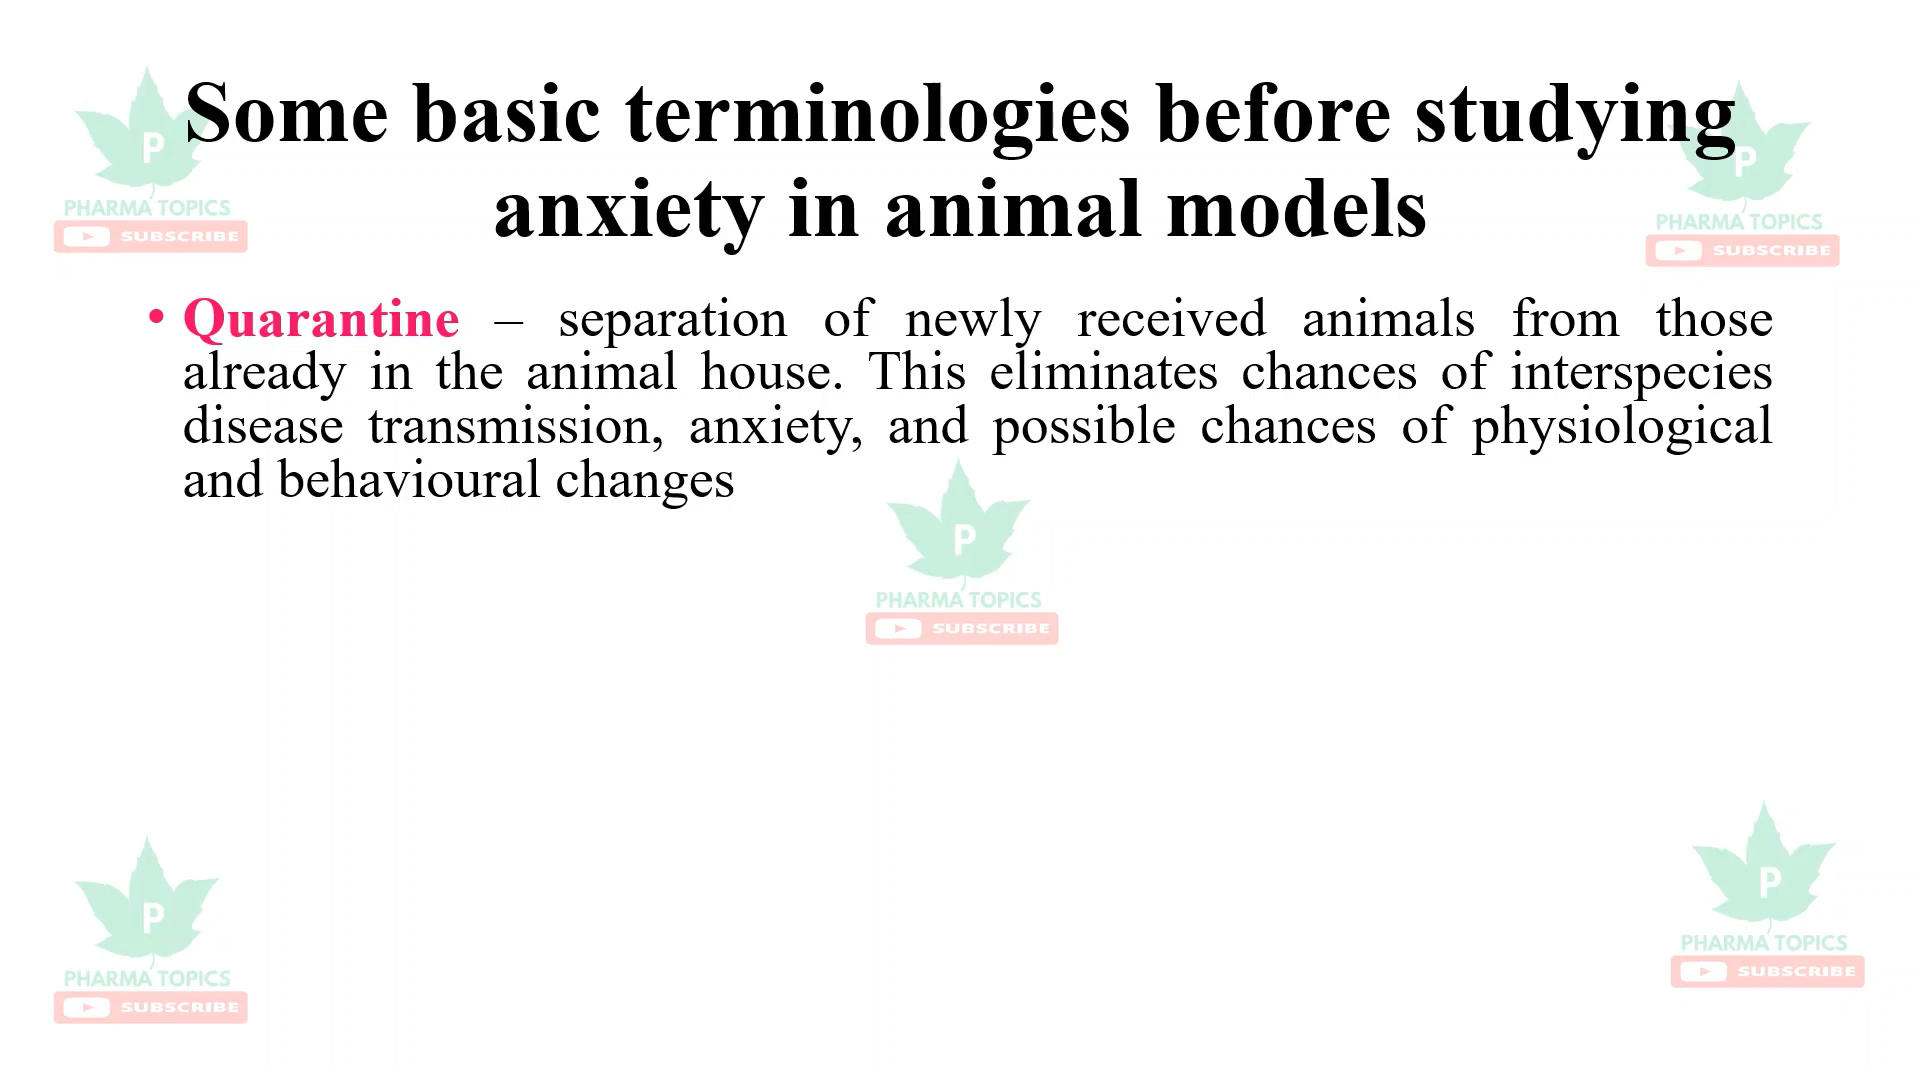 Some basic terminologies before studying
anxiety in animal models
P
PHARMA TOPICS
SUBSCRIBE
P
PHARMA TOPICS
SUBSCRIBE
• Quarantine – separation of newly received animals from those
already in the animal house. This eliminates chances of interspecies
disease transmission, anxiety, and possible chances of physiological
and behavioural changes
P
PHARMA TOPICS
SUBSCRIBE
P
PHARMA TOPICS
SUBSCRIBE
P
PHARMA TOPICS
SUBSCRIBE